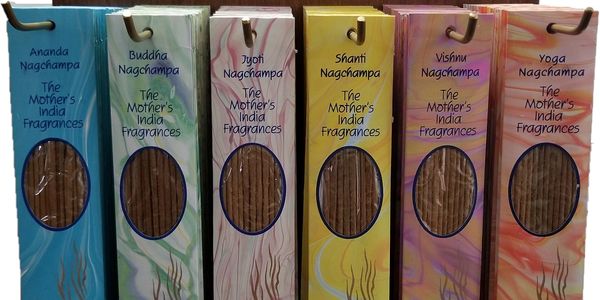 Ananda
Nagchampa
The
Mother's
India
Fragrances
Buddha
Nagchampa
The
Mother's
India
Fragrances
Jyoti
Nagchampa
The
Mother's
India
Fragrances
Shanti
Nagchampa
The
Mother's
India
Fragrances
Vishnu
Nagchampa
The
Mother's
India
Fragrances
Yoga
Nagchampa
The
Mother's
India
Fragrances